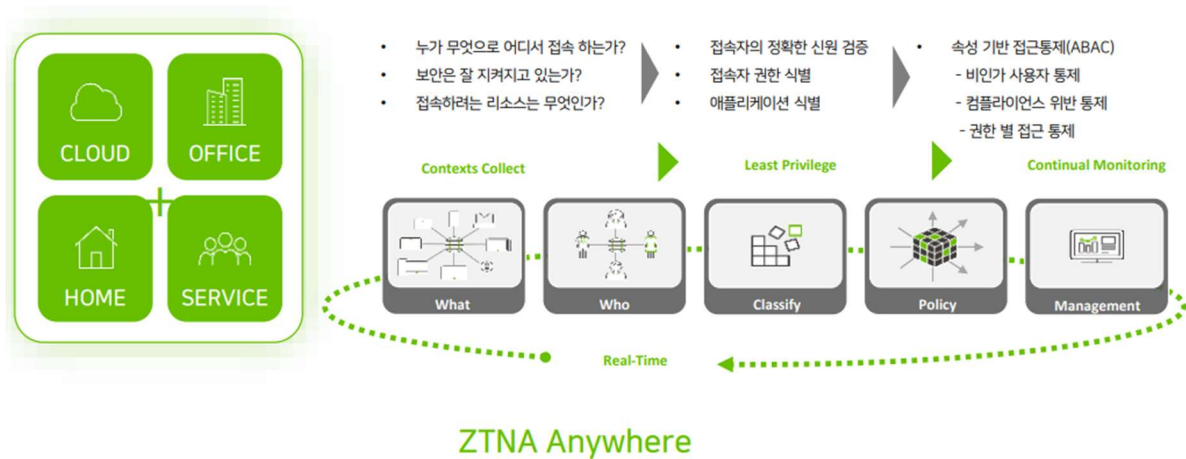 CLOUD
OFFICE
HOME
SERVICE
• 누가 무엇으로 어디서 접속 하는가?
• 보안은 잘 지켜지고 있는가?
• 접속하려는 리소스는 무엇인가?
• 접속자의 정확한 신원 검증
• 접속자 권한 식별
• 애플리케이션 식별
• 속성 기반 접근통제(ABAC)
- 비인가 사용자 통제
- 컴플라이언스 위반 통제
- 권한 별 접근 통제
Contexts Collect
Least Privilege
Continual Monitoring
What
Who
Classify
Policy
Management
Real-Time
ZTNA Anywhere